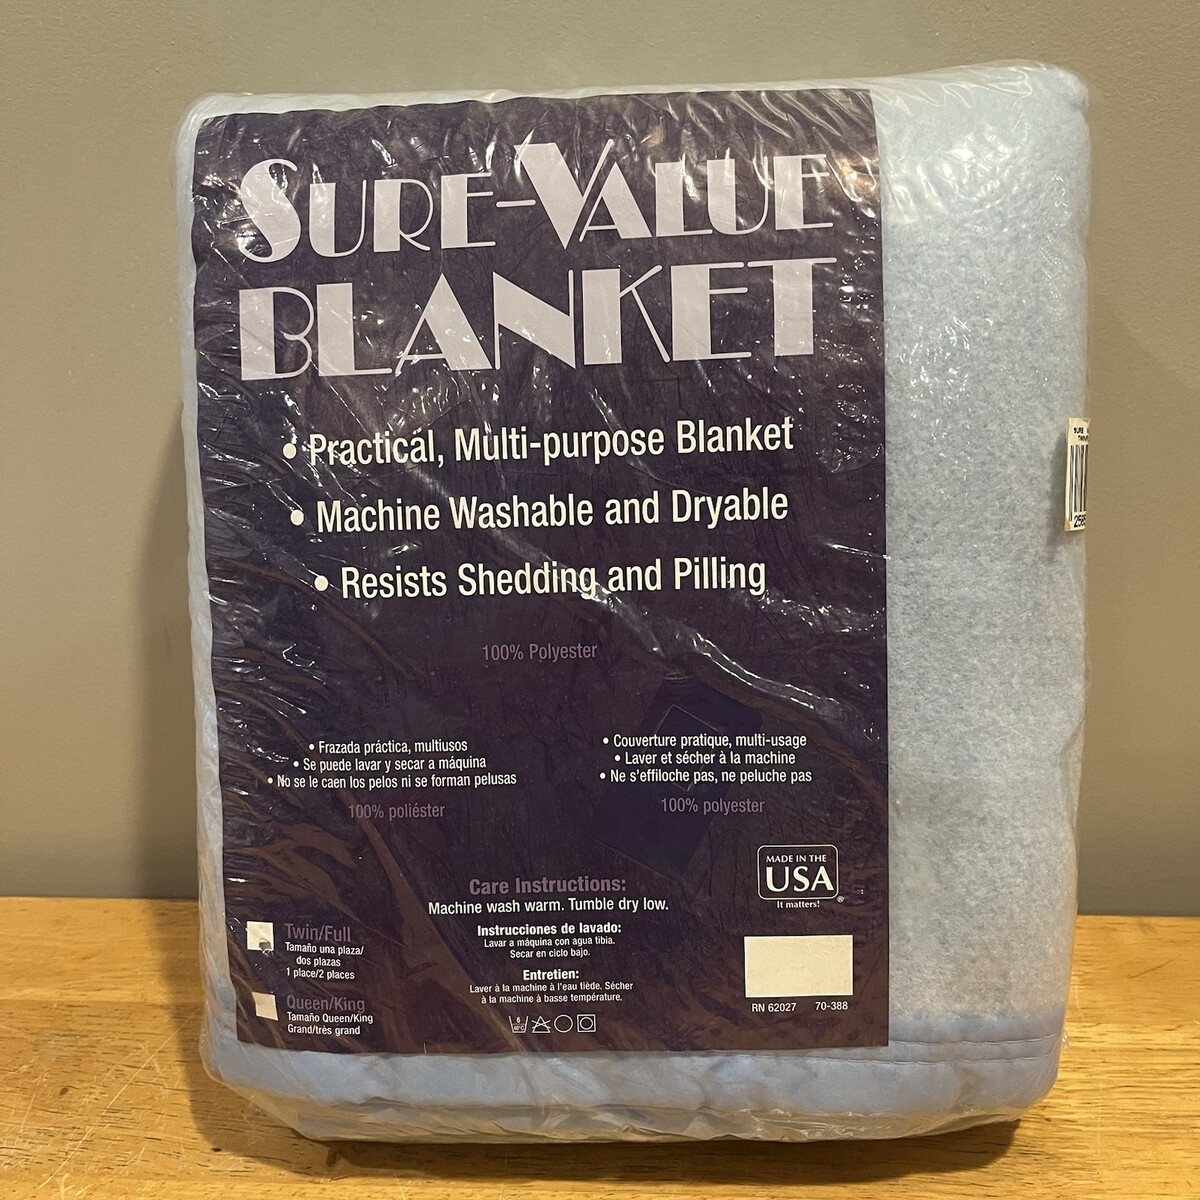 SURE-VALUE
BLANKET
• Practical, Multi-purpose Blanket
• Machine Washable and Dryable
• Resists Shedding and Pilling
100% Polyester
• Frazada práctica, multiusos
• Se puede lavar y secar a máquina
• No se le caen los pelos ni se forman pelusas
100% poliéster
• Couverture pratique, multi-usage
• Laver et sécher à la machine
• Ne s'effiloche pas, ne peluche pas
100% polyester
Care Instructions:
Machine wash warm. Tumble dry low.
Instrucciones de lavado:
Lavar a máquina con agua tibia.
Secar en ciclo bajo.
Entretien:
Laver à la machine à l'eau tiède. Sécher
à la machine à basse température.
Twin/Full
Tamaño una plaza/
dos plazas
1 place/2 places
Queen/King
Tamaño Queen/King
Grand/très grand
MADE IN THE
USA
®
It matters!
RN 62027 70-388
SURE